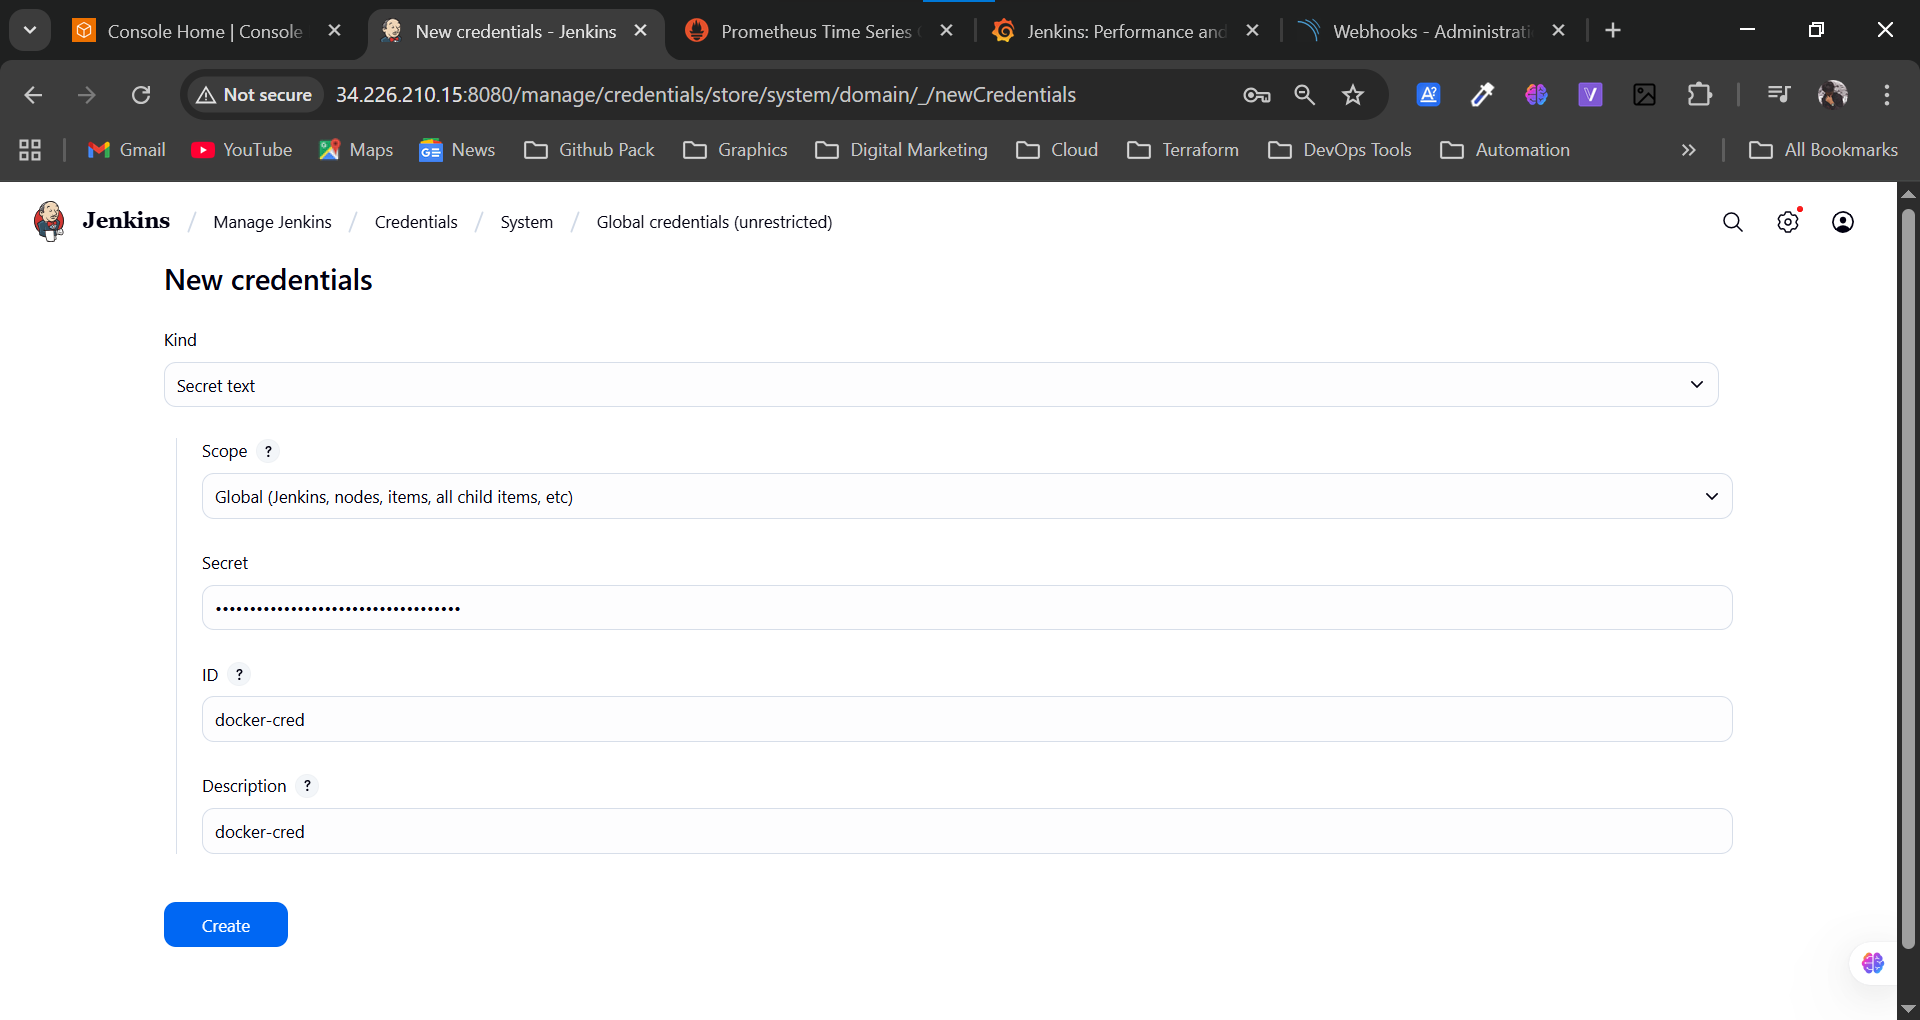 Console Home | Console
New credentials - Jenkins
Prometheus Time Series
Jenkins: Performance and
Webhooks - Administrati
Not secure
34.226.210.15:8080/manage/credentials/store/system/domain/_/newCredentials
Gmail
YouTube
Maps
News
Github Pack
Graphics
Digital Marketing
Cloud
Terraform
DevOps Tools
Automation
»
All Bookmarks
Jenkins / Manage Jenkins / Credentials / System / Global credentials (unrestricted)
New credentials
Kind
Secret text
Scope ?
Global (Jenkins, nodes, items, all child items, etc)
Secret
••••••••••••••••••••••••••••••••••••
ID ?
docker-cred
Description ?
docker-cred
Create